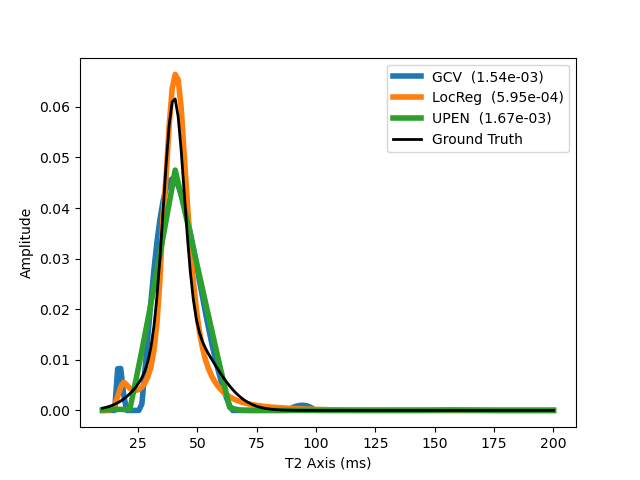 GCV  (1.54e-03)
LocReg  (5.95e-04)
UPEN  (1.67e-03)
Ground Truth
Amplitude
0.06
0.05
0.04
0.03
0.02
0.01
0.00
25 50 75 100 125 150 175 200
T2 Axis (ms)